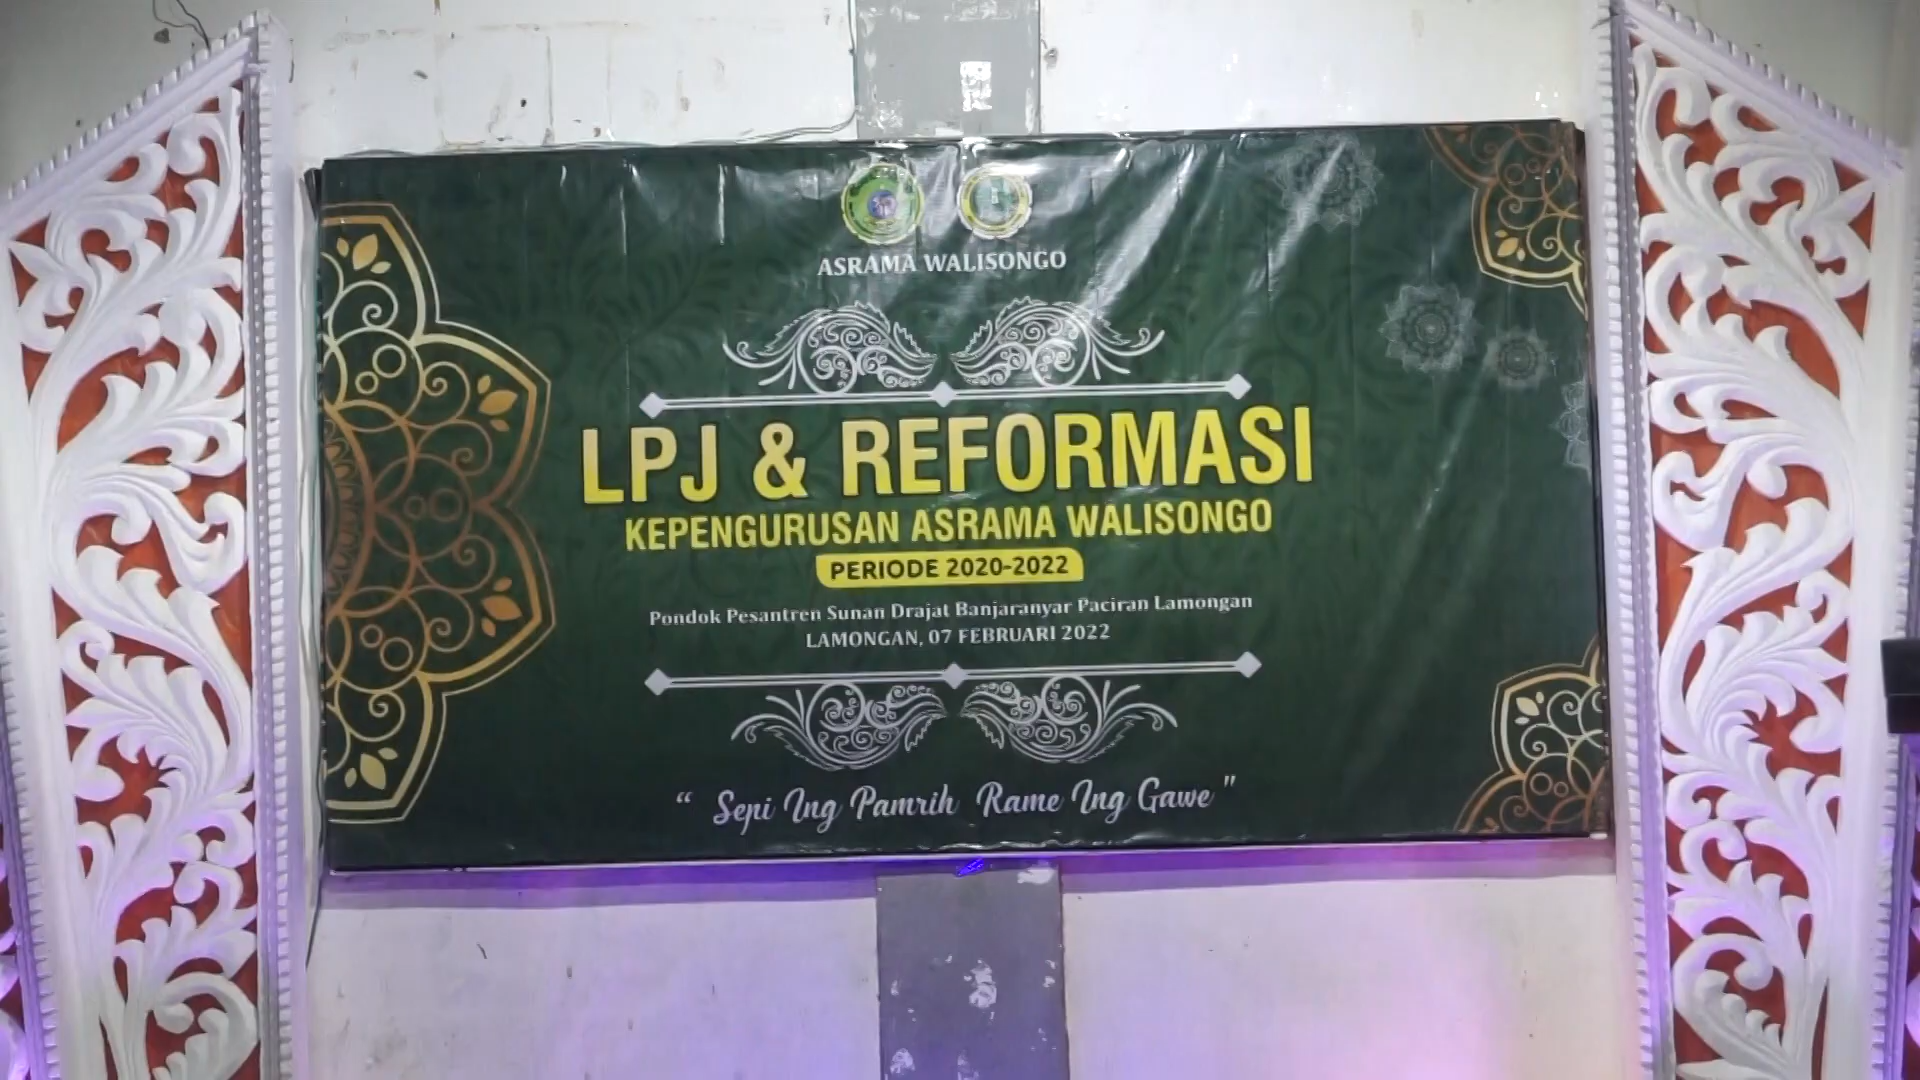 ASRAMA WALISONGO
LPJ & REFORMASI
KEPENGURUSAN ASRAMA WALISONGO
PERIODE 2020-2022
Pondok Pesantren Sunan Drajat Banjaranyar Paciran Lamongan
LAMONGAN, 07 FEBRUARI 2022
“ Sepi Ing Pamrih Rame Ing Gawe "